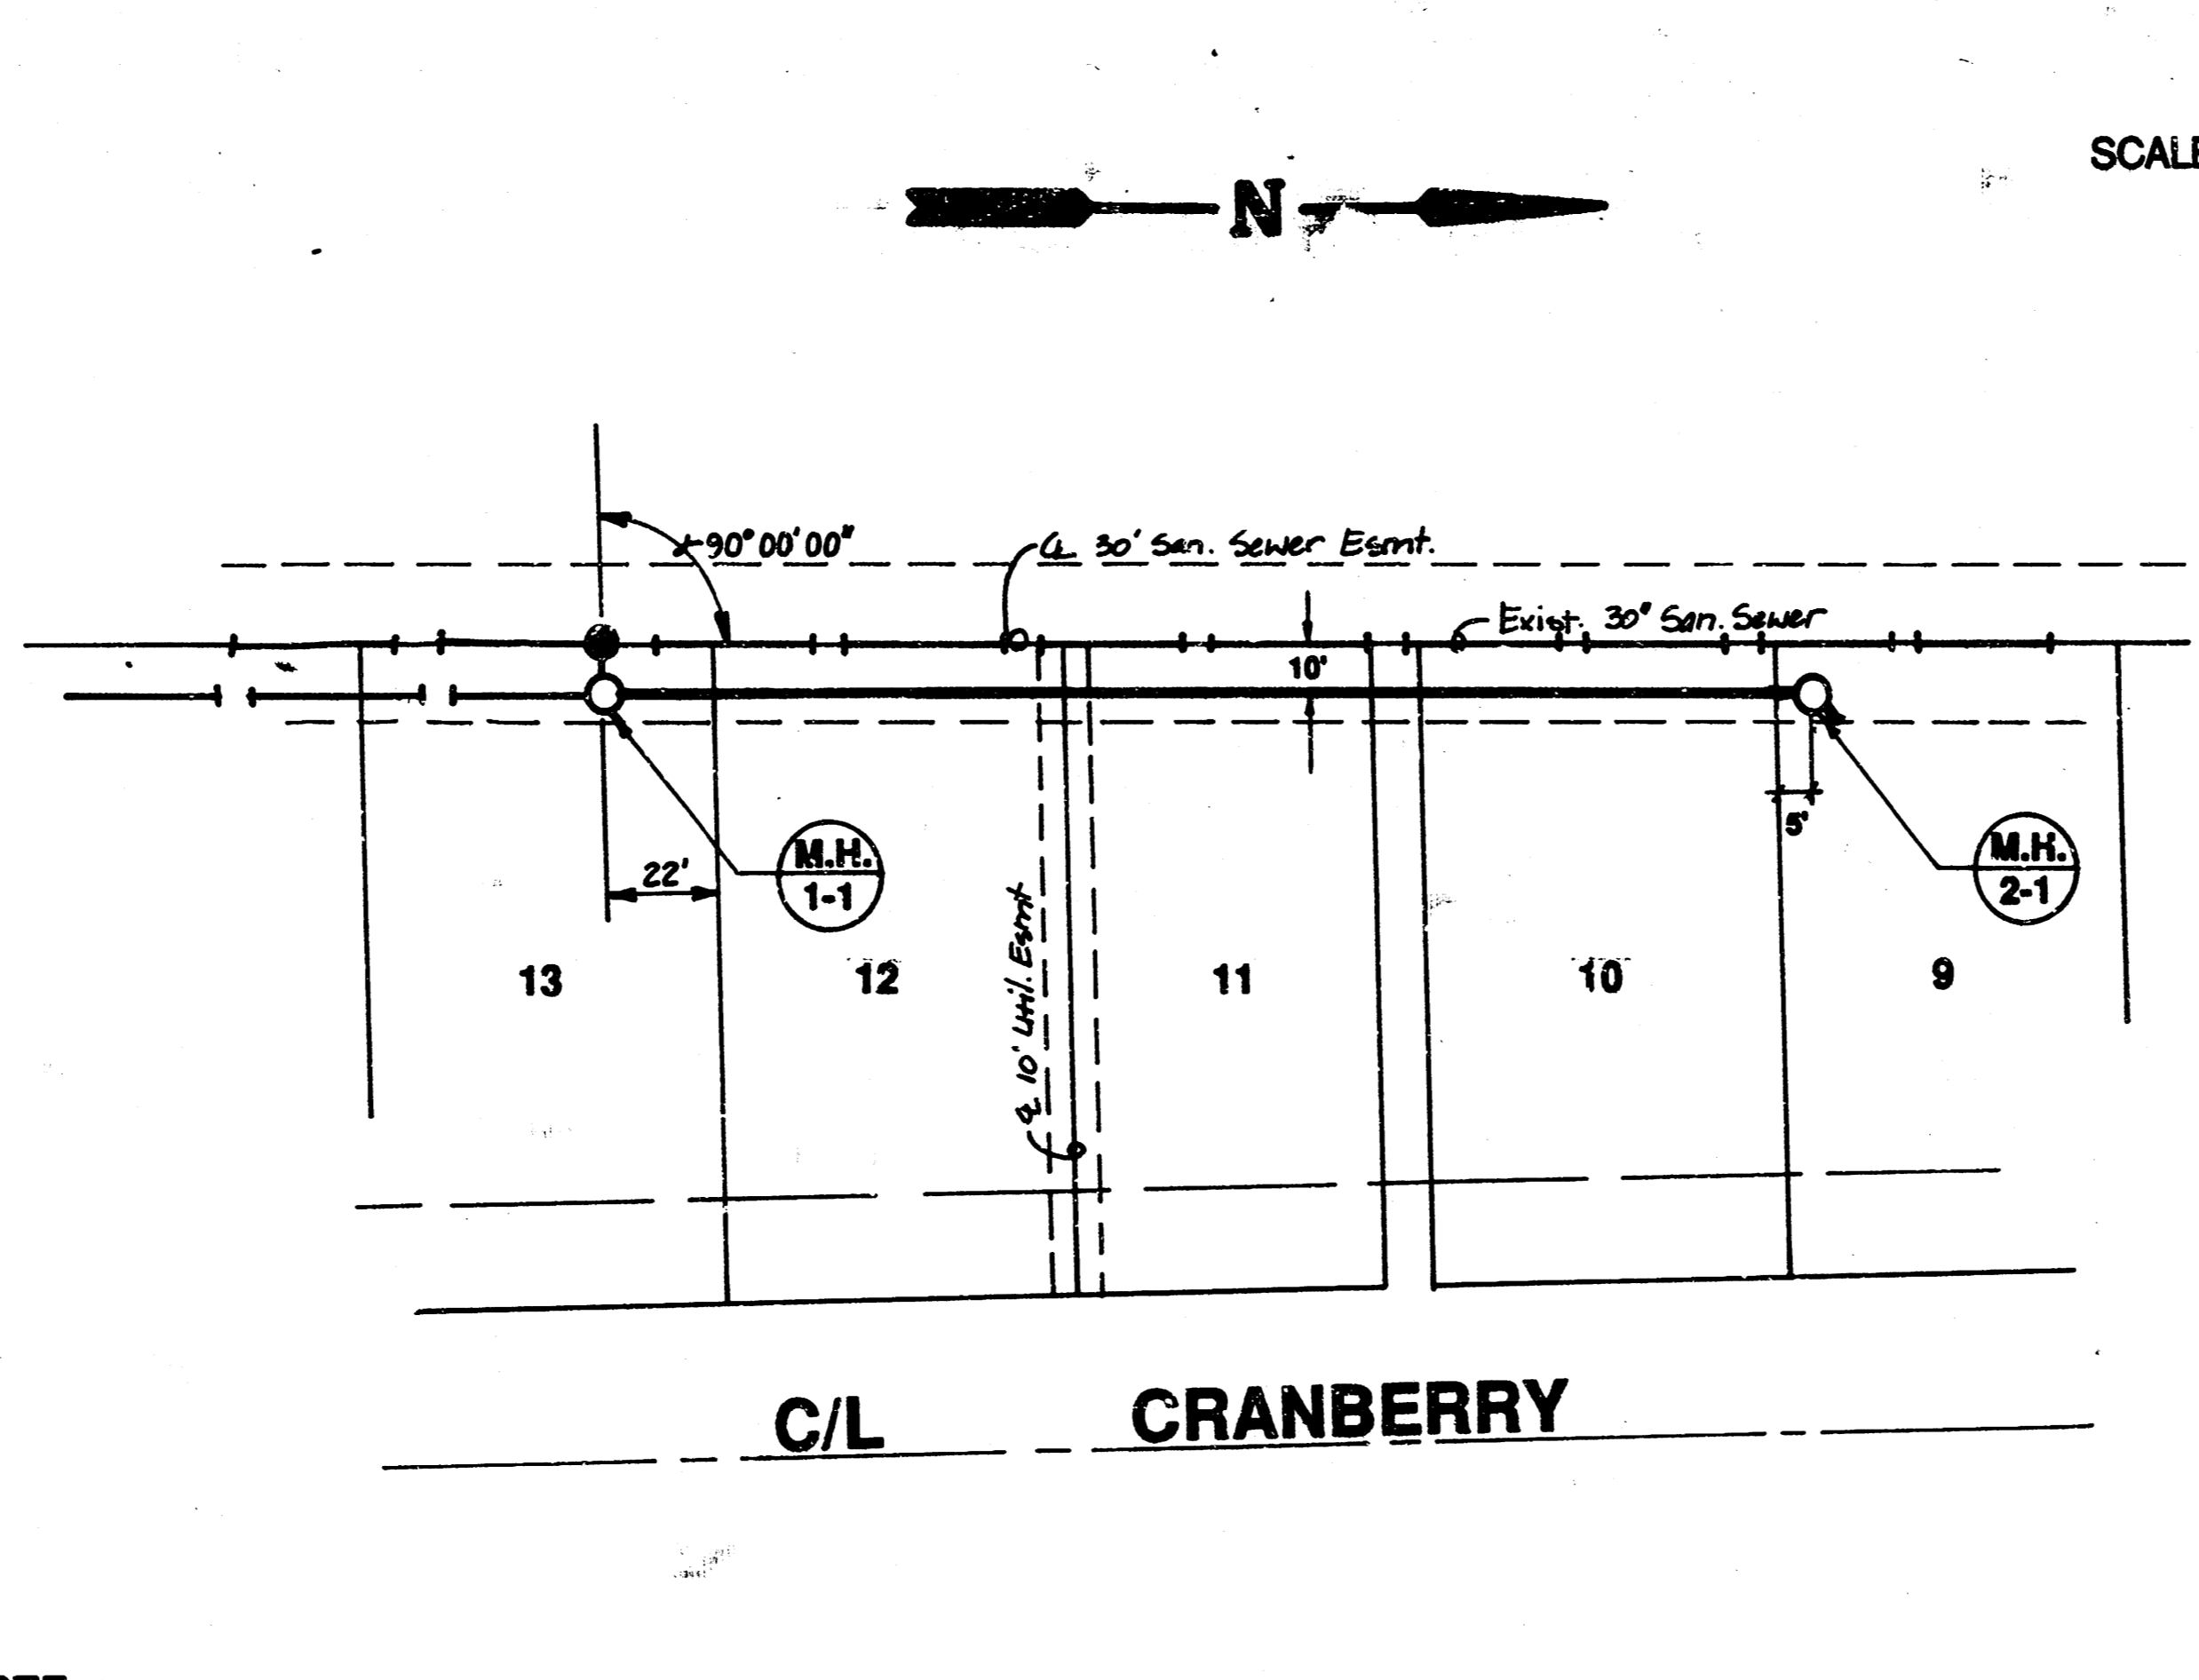 SCALE
N
90°00'00"
℄ 30' San. Sewer Esmt.
Exist. 30" San. Sewer
10'
5'
M.H.
1-1
22'
M.H.
2-1
℄ 10' Util. Esmt
13
12
11
10
9
C/L CRANBERRY